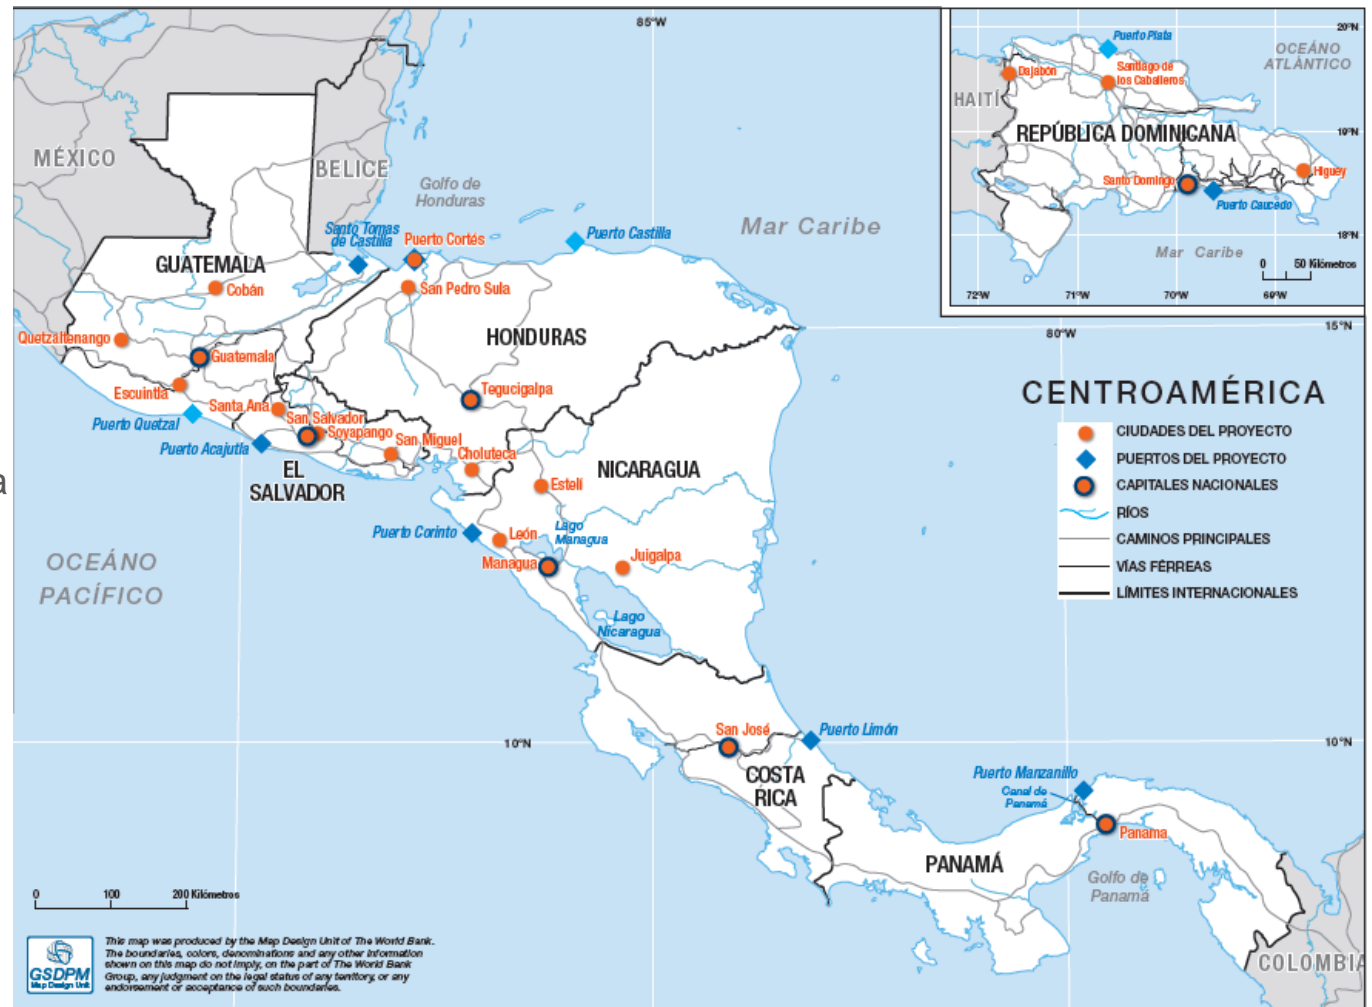 85°W
20°N
Puerto Plata
OCEÁNO
ATLÀNTICO
Dajabón
Santiago de
los Caballeros
HAITÍ
19°N
REPÚBLICA DOMINICANA
Santo Domingo
Higuey
Puerto Caucedo
18°N
Mar Caribe
0 50 Kilómetros
72°W
71°W
70°W
69°W
MÉXICO
BELICE
Golfo de
Honduras
Mar Caribe
Santo Tomas
de Castilla
Puerto Cortés
Puerto Castilla
GUATEMALA
Cobán
San Pedro Sula
80°W
15°N
Quetzaltenango
HONDURAS
Guatemala
Escuintla
Tegucigalpa
Santa Ana
San Salvador
Puerto Quetzal
Soyapango
San Miguel
Puerto Acajutla
Choluteca
EL
SALVADOR
NICARAGUA
Estelí
a
Puerto Corinto
León
Lago
Managua
Managua
Juigalpa
OCEÁNO
PACÍFICO
Lago
Nicaragua
CENTROAMÉRICA
CIUDADES DEL PROYECTO
PUERTOS DEL PROYECTO
CAPITALES NACIONALES
RÍOS
CAMINOS PRINCIPALES
VÍAS FÉRREAS
LÍMITES INTERNACIONALES
10°N
San José
Puerto Limón
10°N
COSTA
RICA
Puerto Manzanillo
Canal de
Panamá
Panama
PANAMÁ
Golfo de
Panamá
COLOMBIA
0 100 200 Kilómetros
GSDPM
Map Design Unit
This map was produced by the Map Design Unit of The World Bank.
The boundaries, colors, denominations and any other information
shown on this map do not imply, on the part of The World Bank
Group, any judgment on the legal status of any territory, or any
endorsement or acceptance of such boundaries.